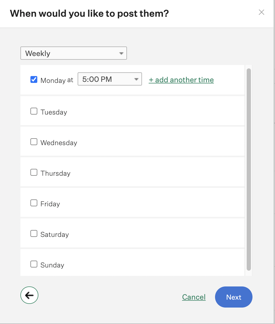 When would you like to post them?
Weekly
Monday at 5:00 PM + add another time
Tuesday
Wednesday
Thursday
Friday
Saturday
Sunday
Cancel Next